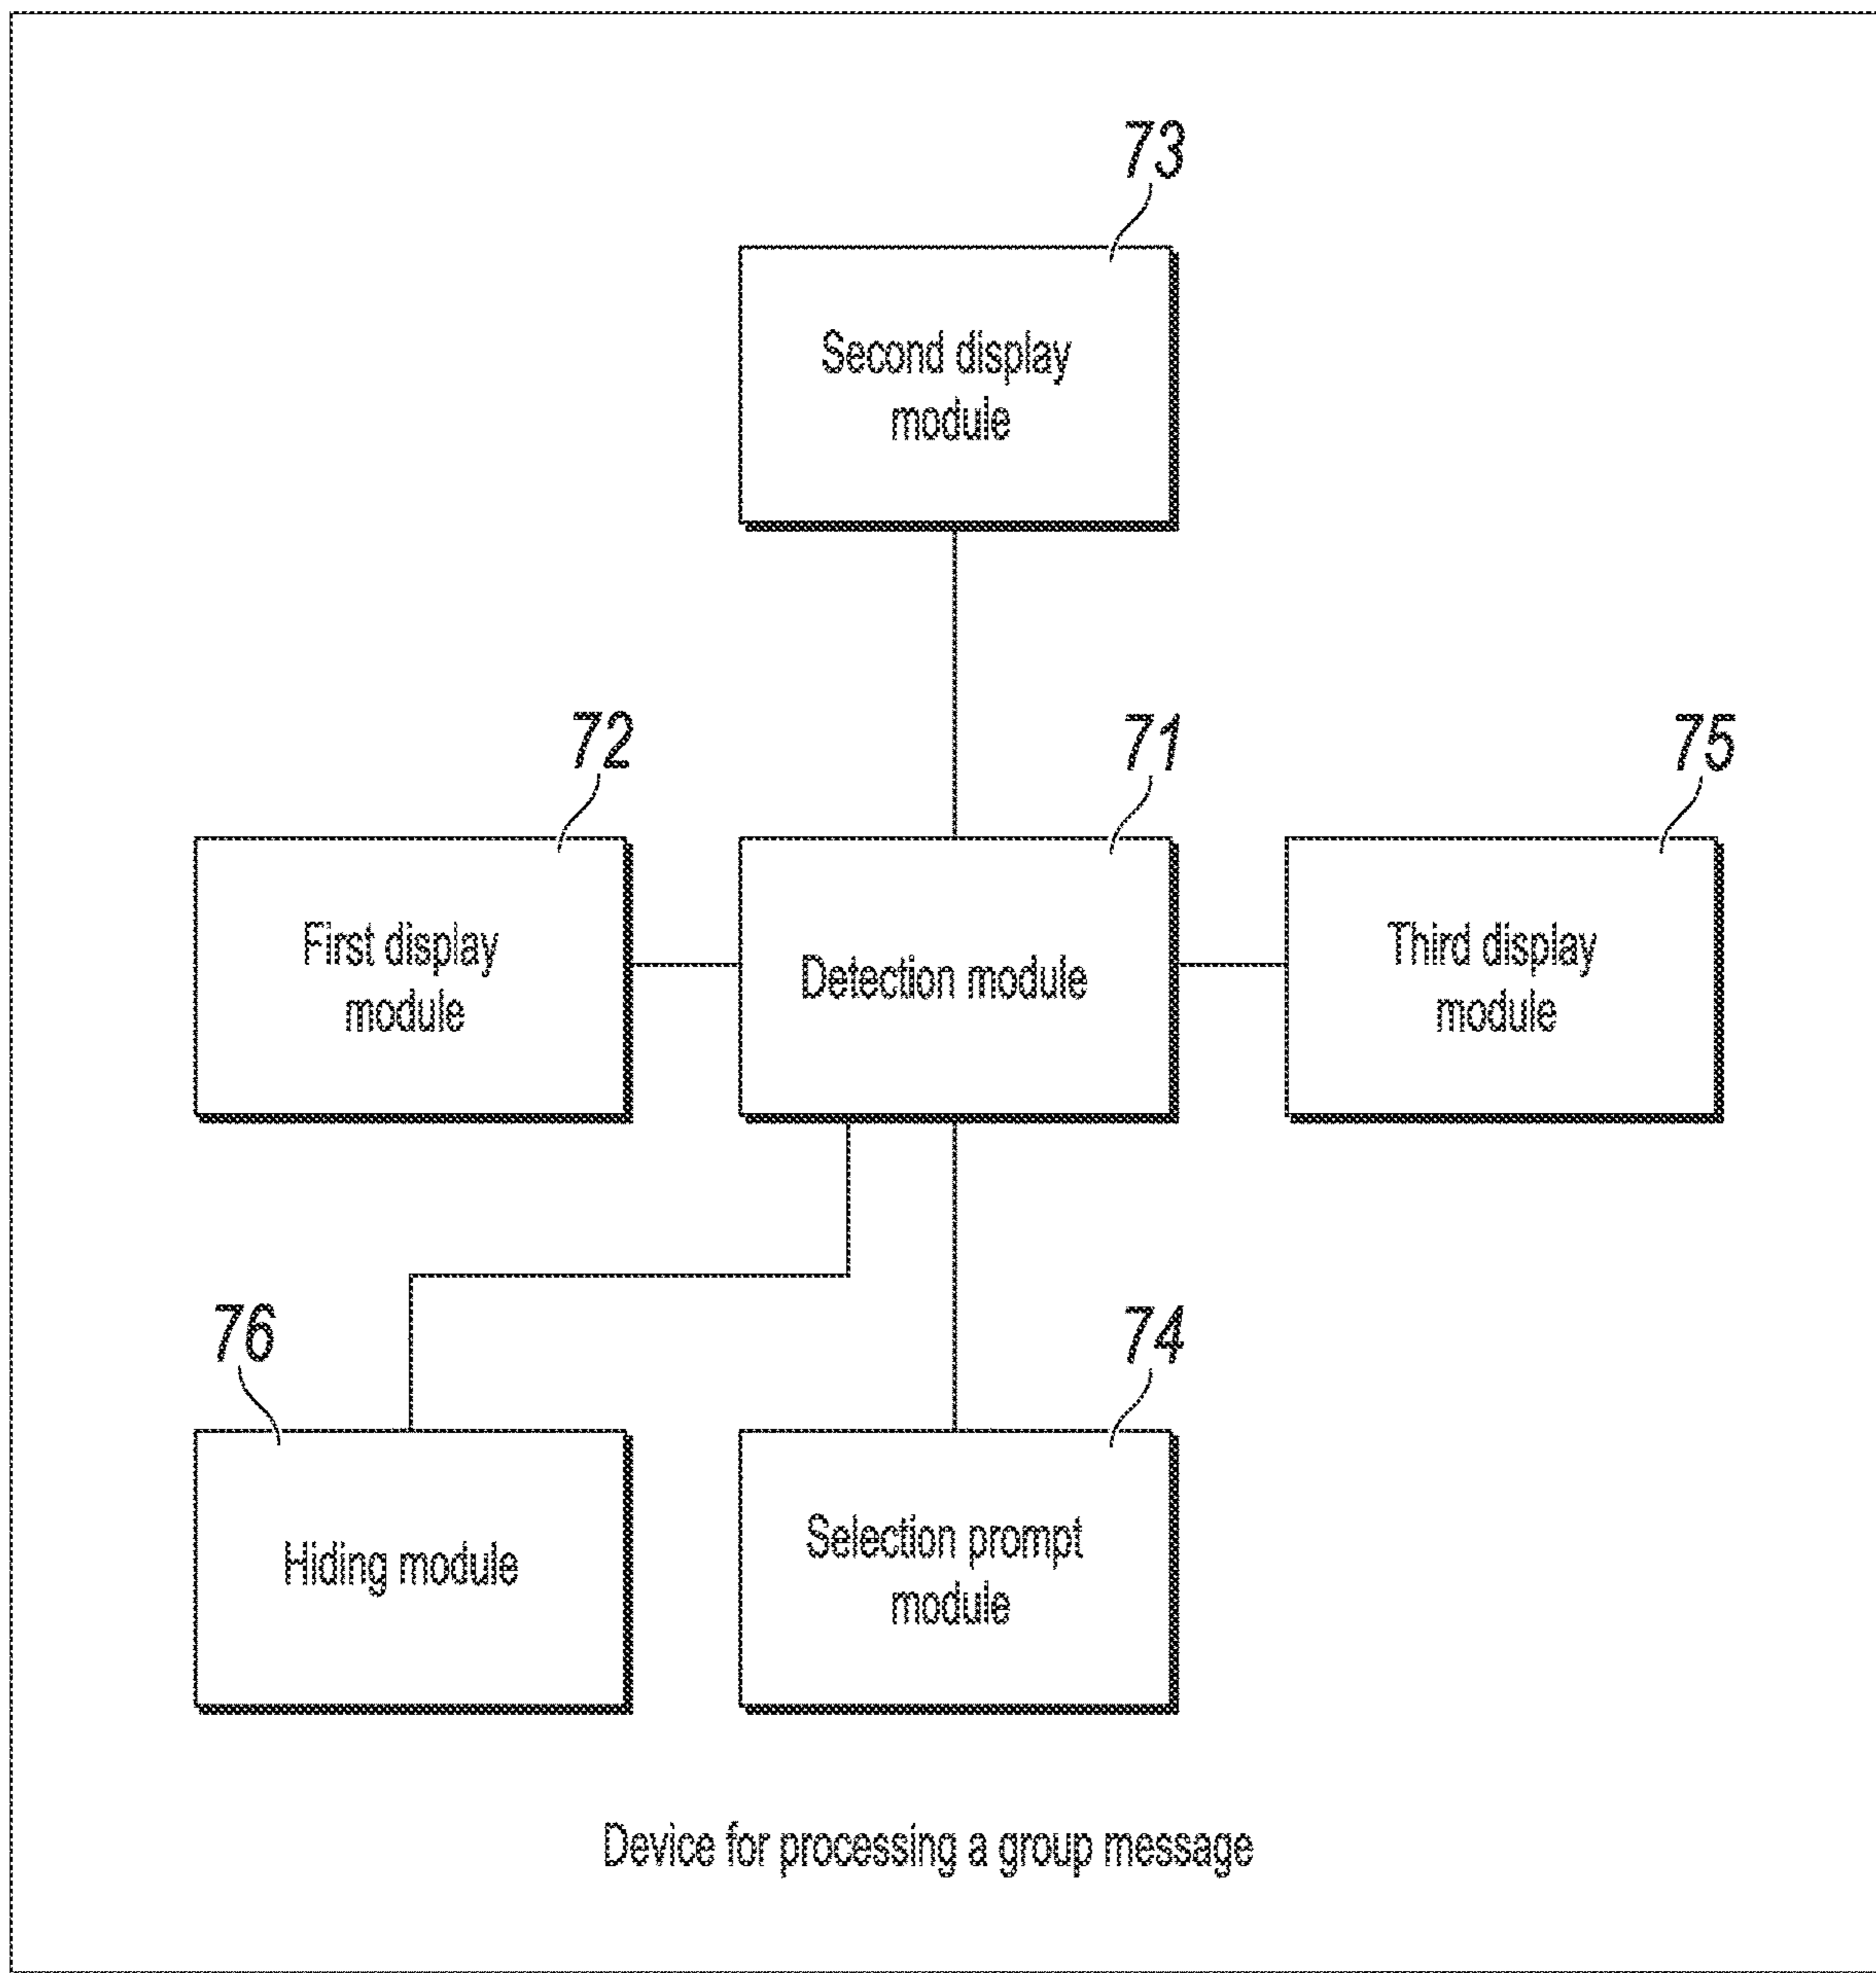 73
Second display
module
72
71
75
First display
module
Detection module
Third display
module
76
74
Hiding module
Selection prompt
module
Device for processing a group message